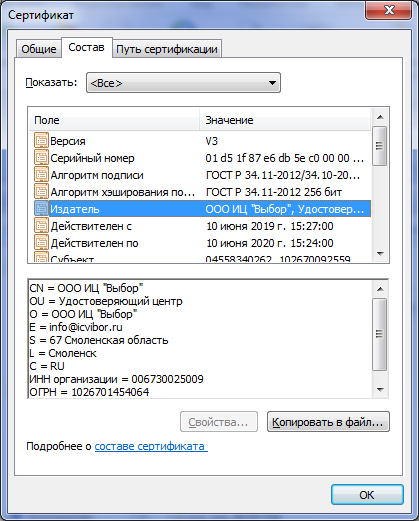 Сертификат
Общие Состав Путь сертификации
Показать: <Все>
Поле Значение
Версия V3
Серийный номер 01 d5 1f 87 e6 db 5e c0 00 00 ...
Алгоритм подписи ГОСТ Р 34.11-2012/34.10-20...
Алгоритм хэширования по... ГОСТ Р 34.11-2012 256 бит
Издатель ООО ИЦ "Выбор", Удостовер...
Действителен с 10 июня 2019 г. 15:27:00
Действителен по 10 июня 2020 г. 15:24:00
Субъект 04558340262, 102670092559
CN = ООО ИЦ "Выбор"
OU = Удостоверяющий центр
O = ООО ИЦ "Выбор"
E = info@icvibor.ru
S = 67 Смоленская область
L = Смоленск
C = RU
ИНН организации = 006730025009
ОГРН = 1026701454064
Свойства... Копировать в файл...
Подробнее о составе сертификата
ОК